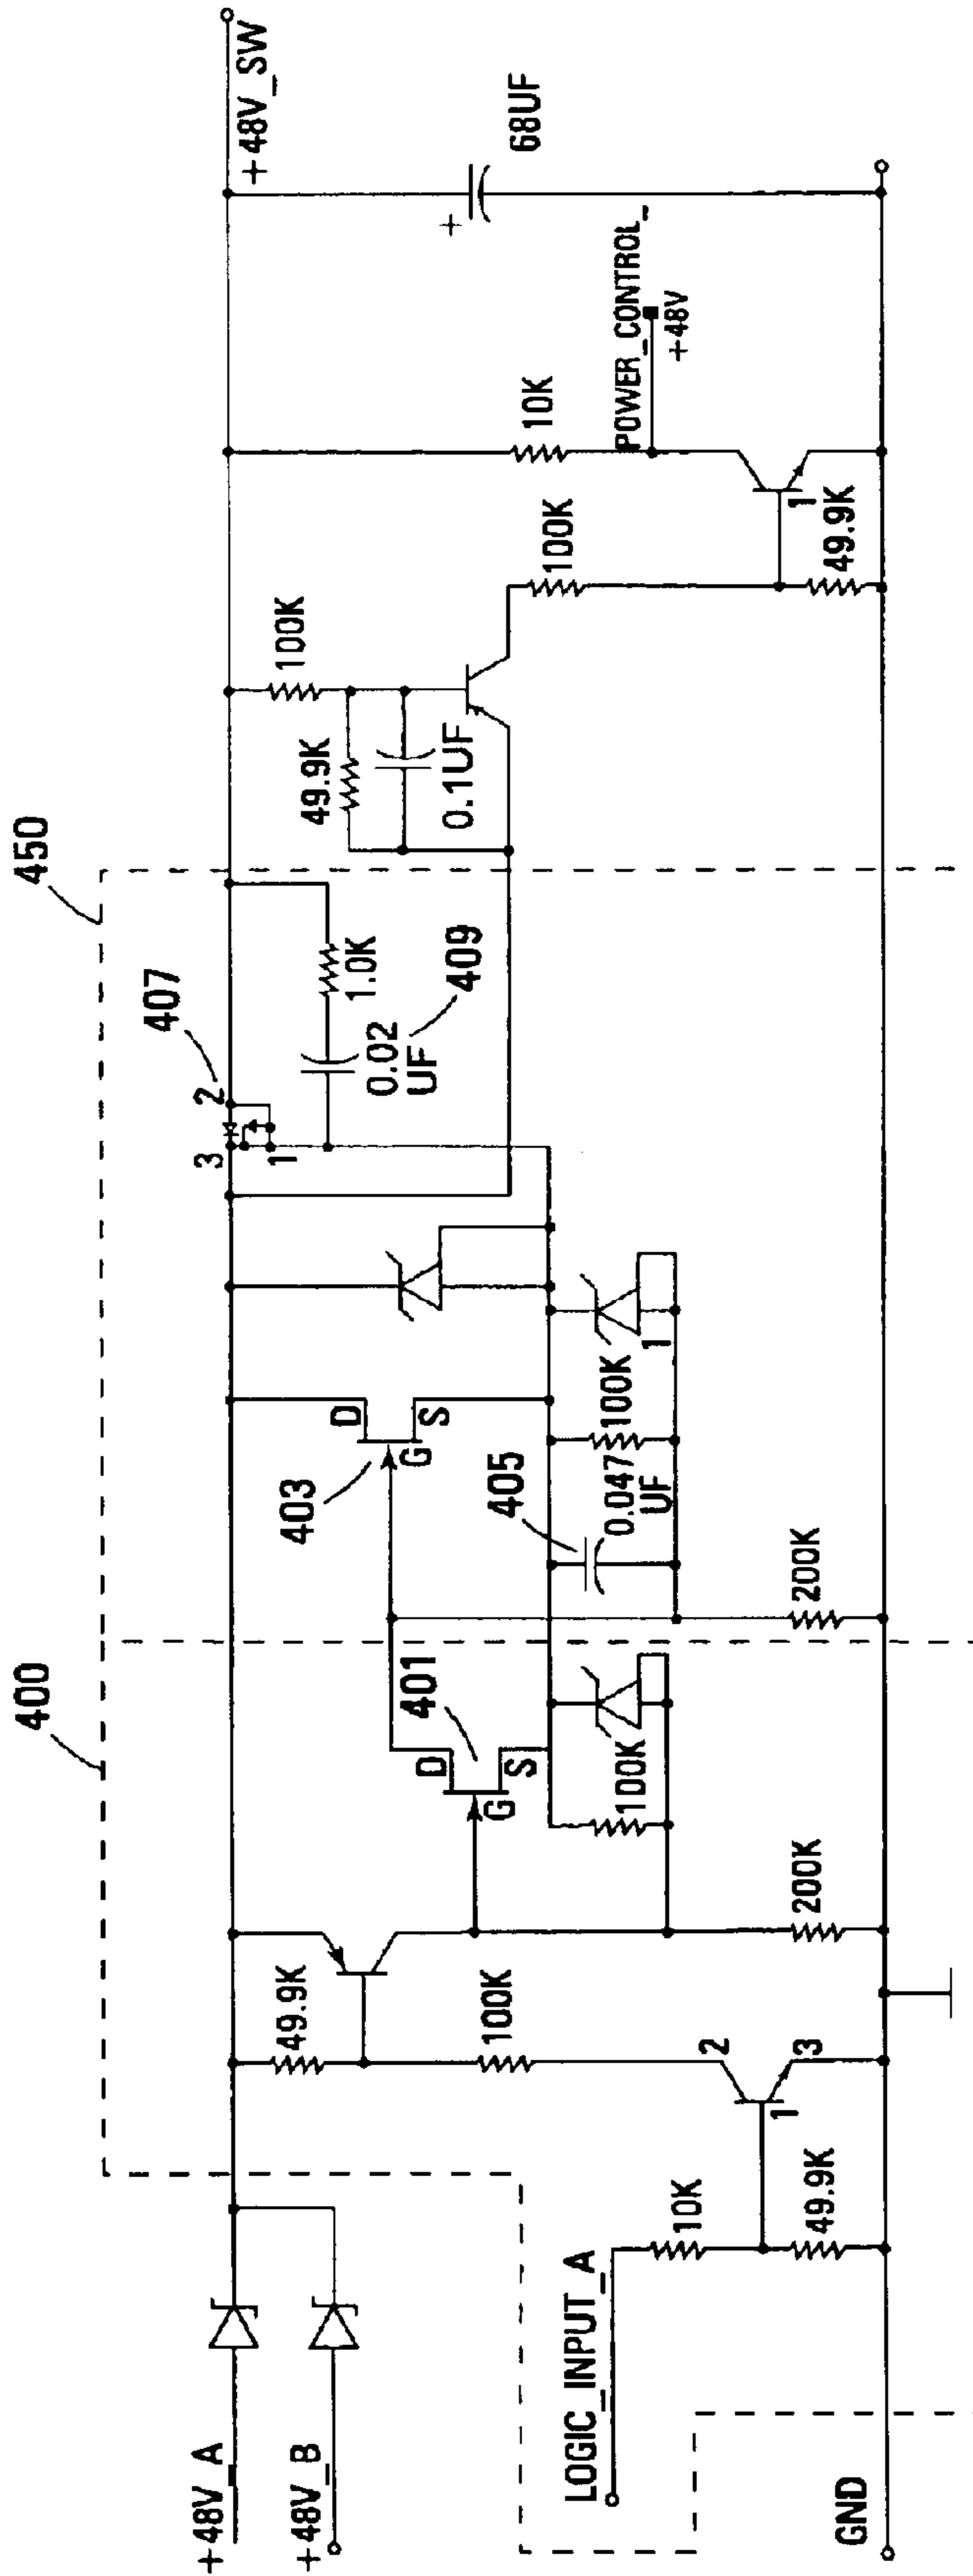 400
450
+48V_A
+48V_B
LOGIC_INPUT_A
GND
10K
49.9K
1
2
3
49.9K
100K
200K
401
D
G
S
100K
403
D
G
S
405
0.047
UF
100K
1
200K
407
3
2
1
0.02
UF
409
1.0K
49.9K
0.1UF
100K
100K
49.9K
1
10K
POWER_CONTROL_
+48V
+
68UF
+48V_SW